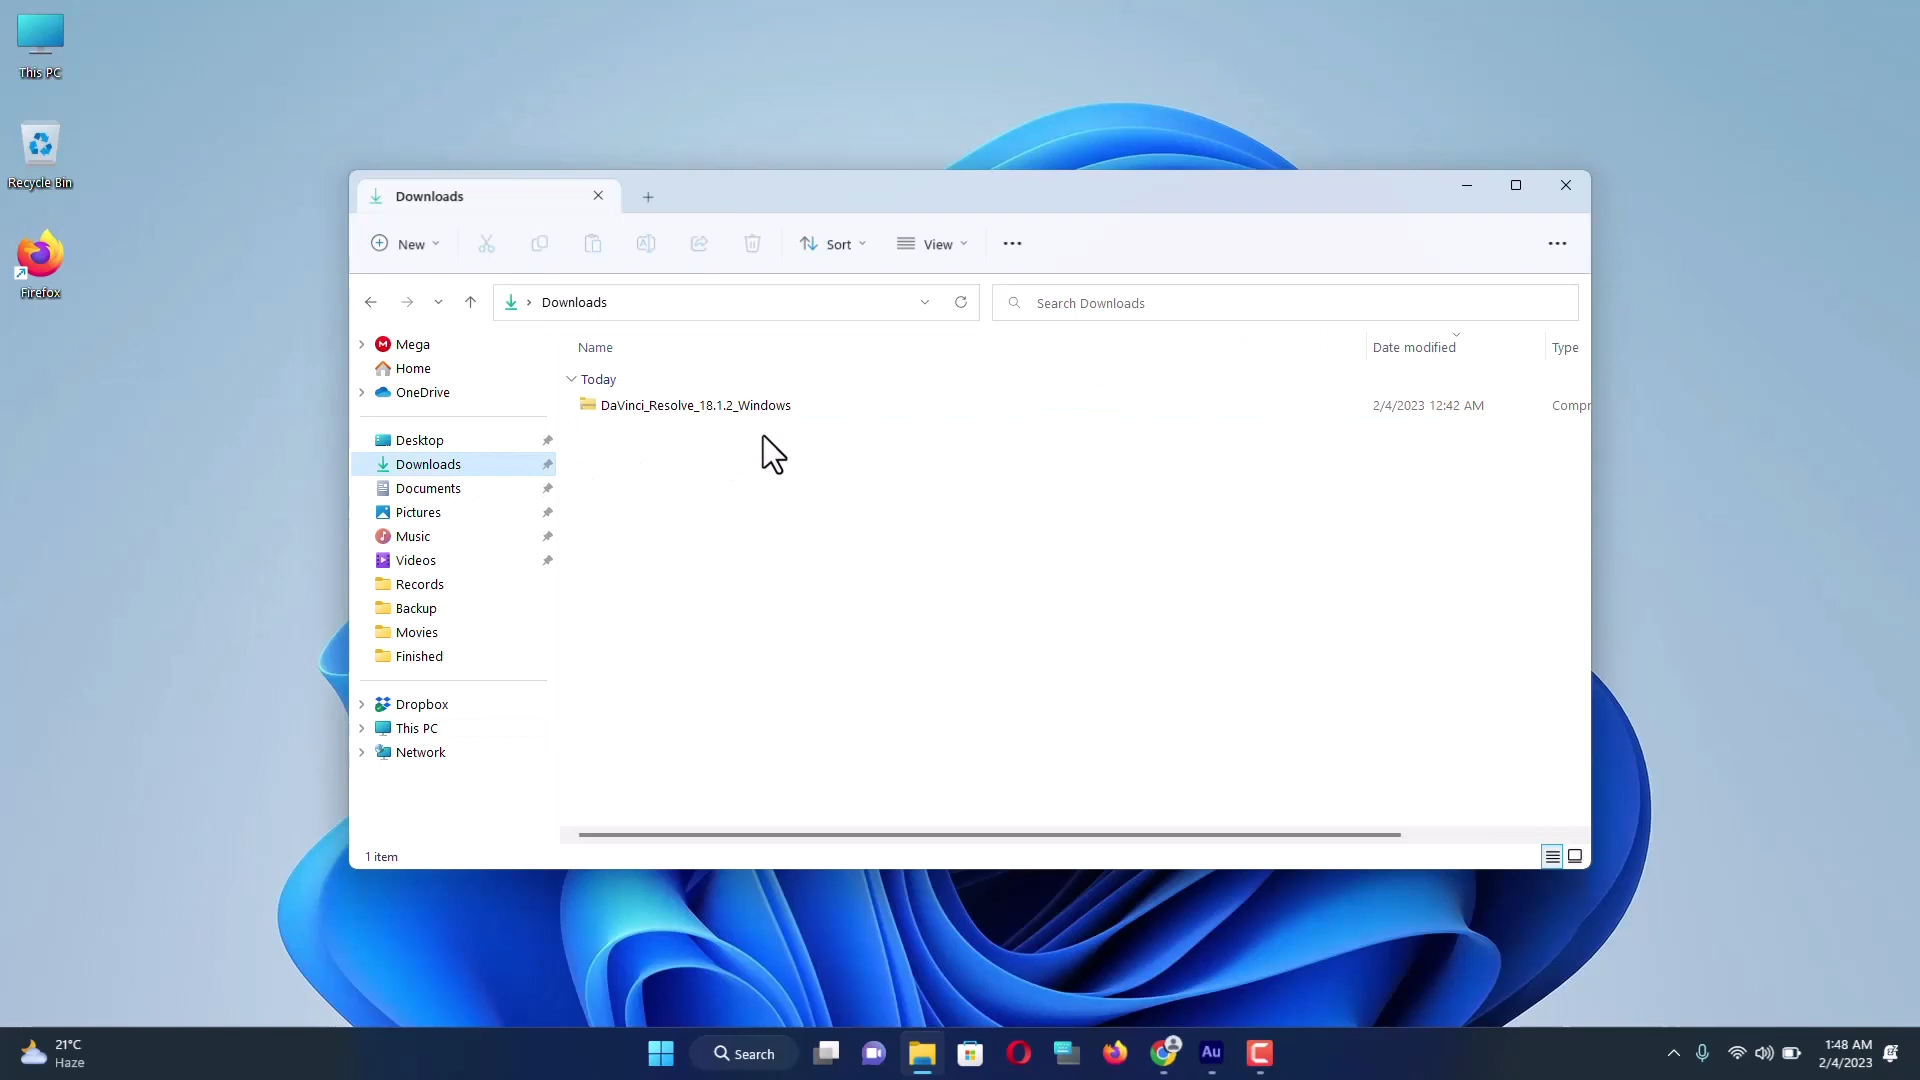 This PC
Recycle Bin
Firefox
Downloads
New
Sort
View
Downloads
Search Downloads
Mega
Home
OneDrive
Desktop
Downloads
Documents
Pictures
Music
Videos
Records
Backup
Movies
Finished
Dropbox
This PC
Network
Name
Date modified
Type
Today
DaVinci_Resolve_18.1.2_Windows
2/4/2023 12:42 AM
Compr
1 item
21°C
Haze
Search
Au
1:48 AM
2/4/2023